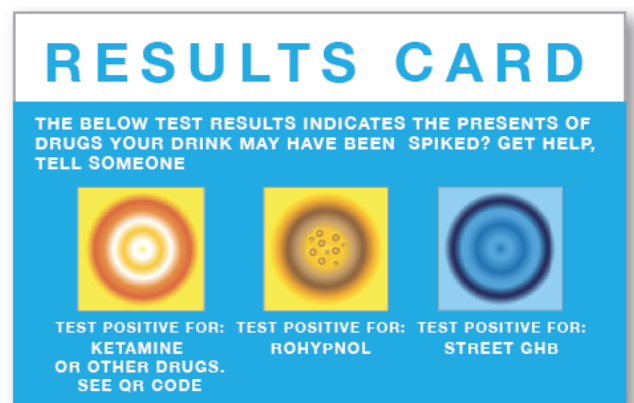 RESULTS CARD
THE BELOW TEST RESULTS INDICATES THE PRESENTS OF
DRUGS YOUR DRINK MAY HAVE BEEN SPIKED? GET HELP,
TELL SOMEONE
TEST POSITIVE FOR:
KETAMINE
OR OTHER DRUGS.
SEE QR CODE
TEST POSITIVE FOR:
ROHYPNOL
TEST POSITIVE FOR:
STREET GHB